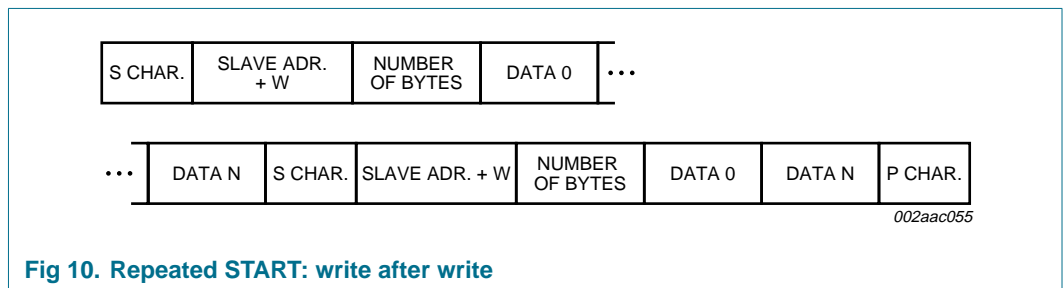 S CHAR. SLAVE ADR. + W NUMBER OF BYTES DATA 0 •••
••• DATA N S CHAR. SLAVE ADR. + W NUMBER OF BYTES DATA 0 DATA N P CHAR.
002aac055
Fig 10. Repeated START: write after write